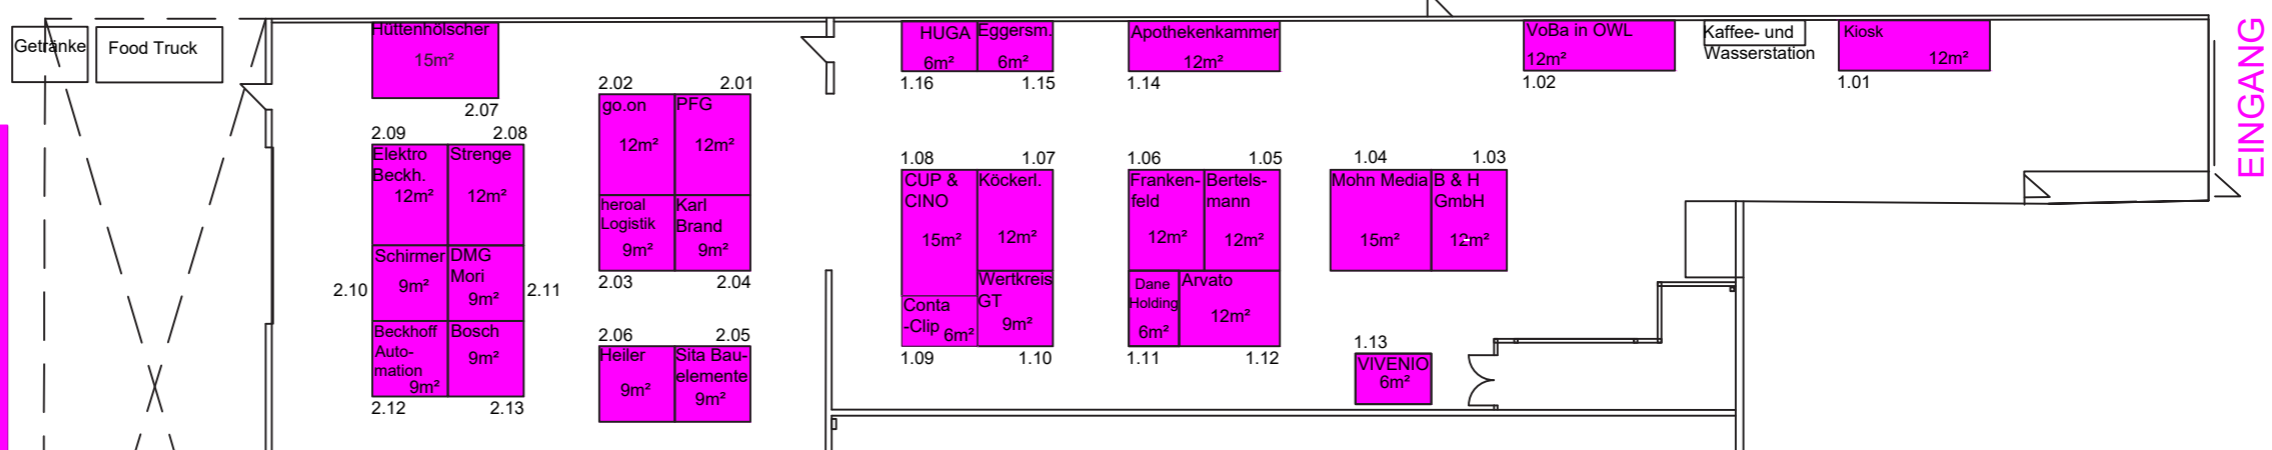 Getränke
Food Truck
Hüttenhölscher
15m²
2.07
2.09
2.08
Elektro
Beckh.
12m²
Strenge
12m²
Schirmer
9m²
DMG
Mori
9m²
2.10
2.11
Beckhoff
Auto-
mation
9m²
Bosch
9m²
2.12
2.13
2.02
2.01
go.on
12m²
PFG
12m²
heroal
Logistik
9m²
Karl
Brand
9m²
2.03
2.04
2.06
2.05
Heiler
9m²
Sita Bau-
elemente
9m²
HUGA
6m²
Eggersm.
6m²
1.16
1.15
Apothekenkammer
12m²
1.14
VoBa in OWL
12m²
1.02
Kaffee- und
Wasserstation
Kiosk
12m²
1.01
EINGANG
1.08
1.07
CUP &
CINO
15m²
Köckerl.
12m²
Conta
-Clip 6m²
Wertkreis
GT
9m²
1.09
1.10
1.06
1.05
Franken-
feld
12m²
Bertels-
mann
12m²
Dane
Holding
6m²
Arvato
12m²
1.11
1.12
1.04
1.03
Mohn Media
15m²
B & H
GmbH
12m²
1.13
VIVENIO
6m²